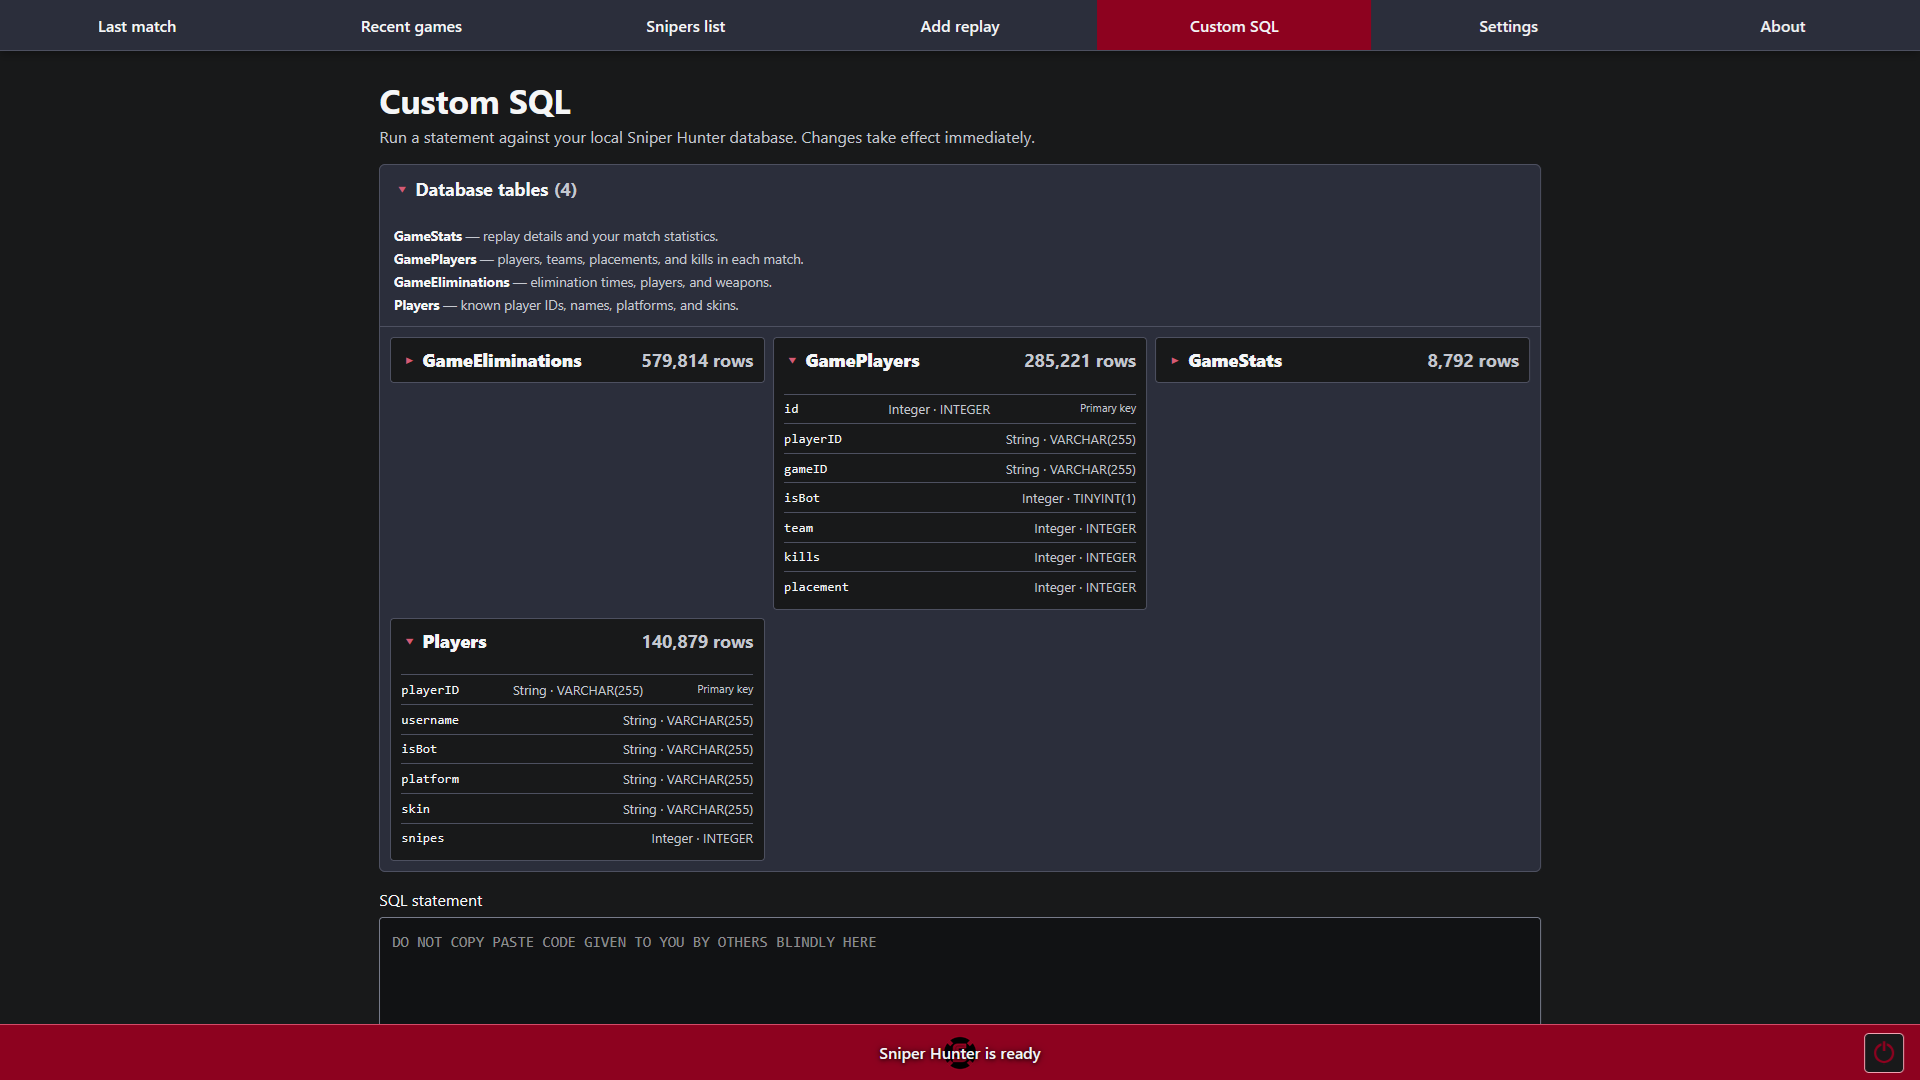 Last match
Recent games
Snipers list
Add replay
Custom SQL
Settings
About
Custom SQL
Run a statement against your local Sniper Hunter database. Changes take effect immediately.
Database tables (4)
GameStats — replay details and your match statistics.
GamePlayers — players, teams, placements, and kills in each match.
GameEliminations — elimination times, players, and weapons.
Players — known player IDs, names, platforms, and skins.
GameEliminations 579,814 rows
GamePlayers 285,221 rows
id Integer · INTEGER Primary key
playerID String · VARCHAR(255)
gameID String · VARCHAR(255)
isBot Integer · TINYINT(1)
team Integer · INTEGER
kills Integer · INTEGER
placement Integer · INTEGER
GameStats 8,792 rows
Players 140,879 rows
playerID String · VARCHAR(255) Primary key
username String · VARCHAR(255)
isBot String · VARCHAR(255)
platform String · VARCHAR(255)
skin String · VARCHAR(255)
snipes Integer · INTEGER
SQL statement
DO NOT COPY PASTE CODE GIVEN TO YOU BY OTHERS BLINDLY HERE
Sniper Hunter is ready